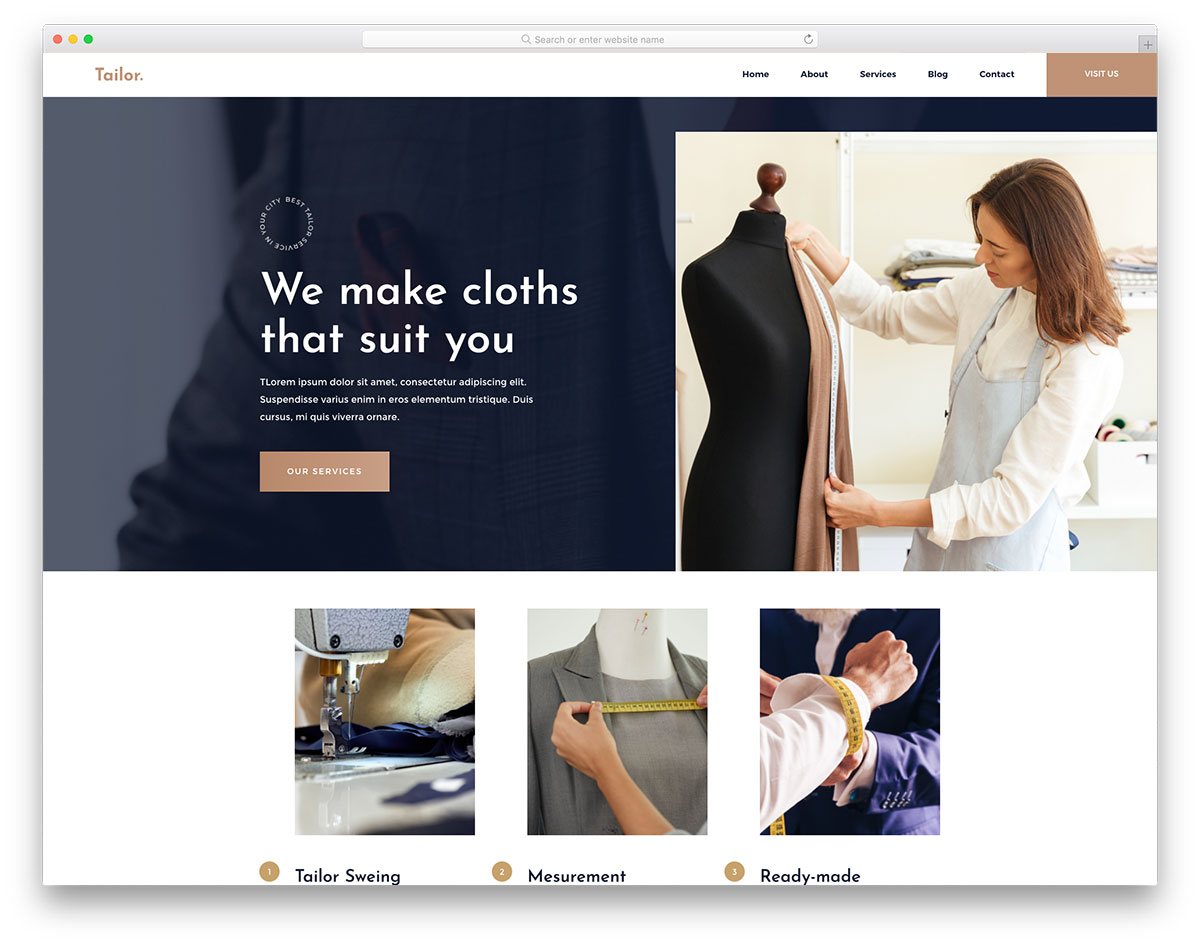 Search or enter website name
Tailor.
Home
About
Services
Blog
Contact
VISIT US
BEST TAILOR SERVICE IN YOUR CITY
We make cloths
that suit you
TLorem ipsum dolor sit amet, consectetur adipiscing elit.
Suspendisse varius enim in eros elementum tristique. Duis
cursus, mi quis viverra ornare.
OUR SERVICES
1
Tailor Sweing
2
Mesurement
3
Ready-made